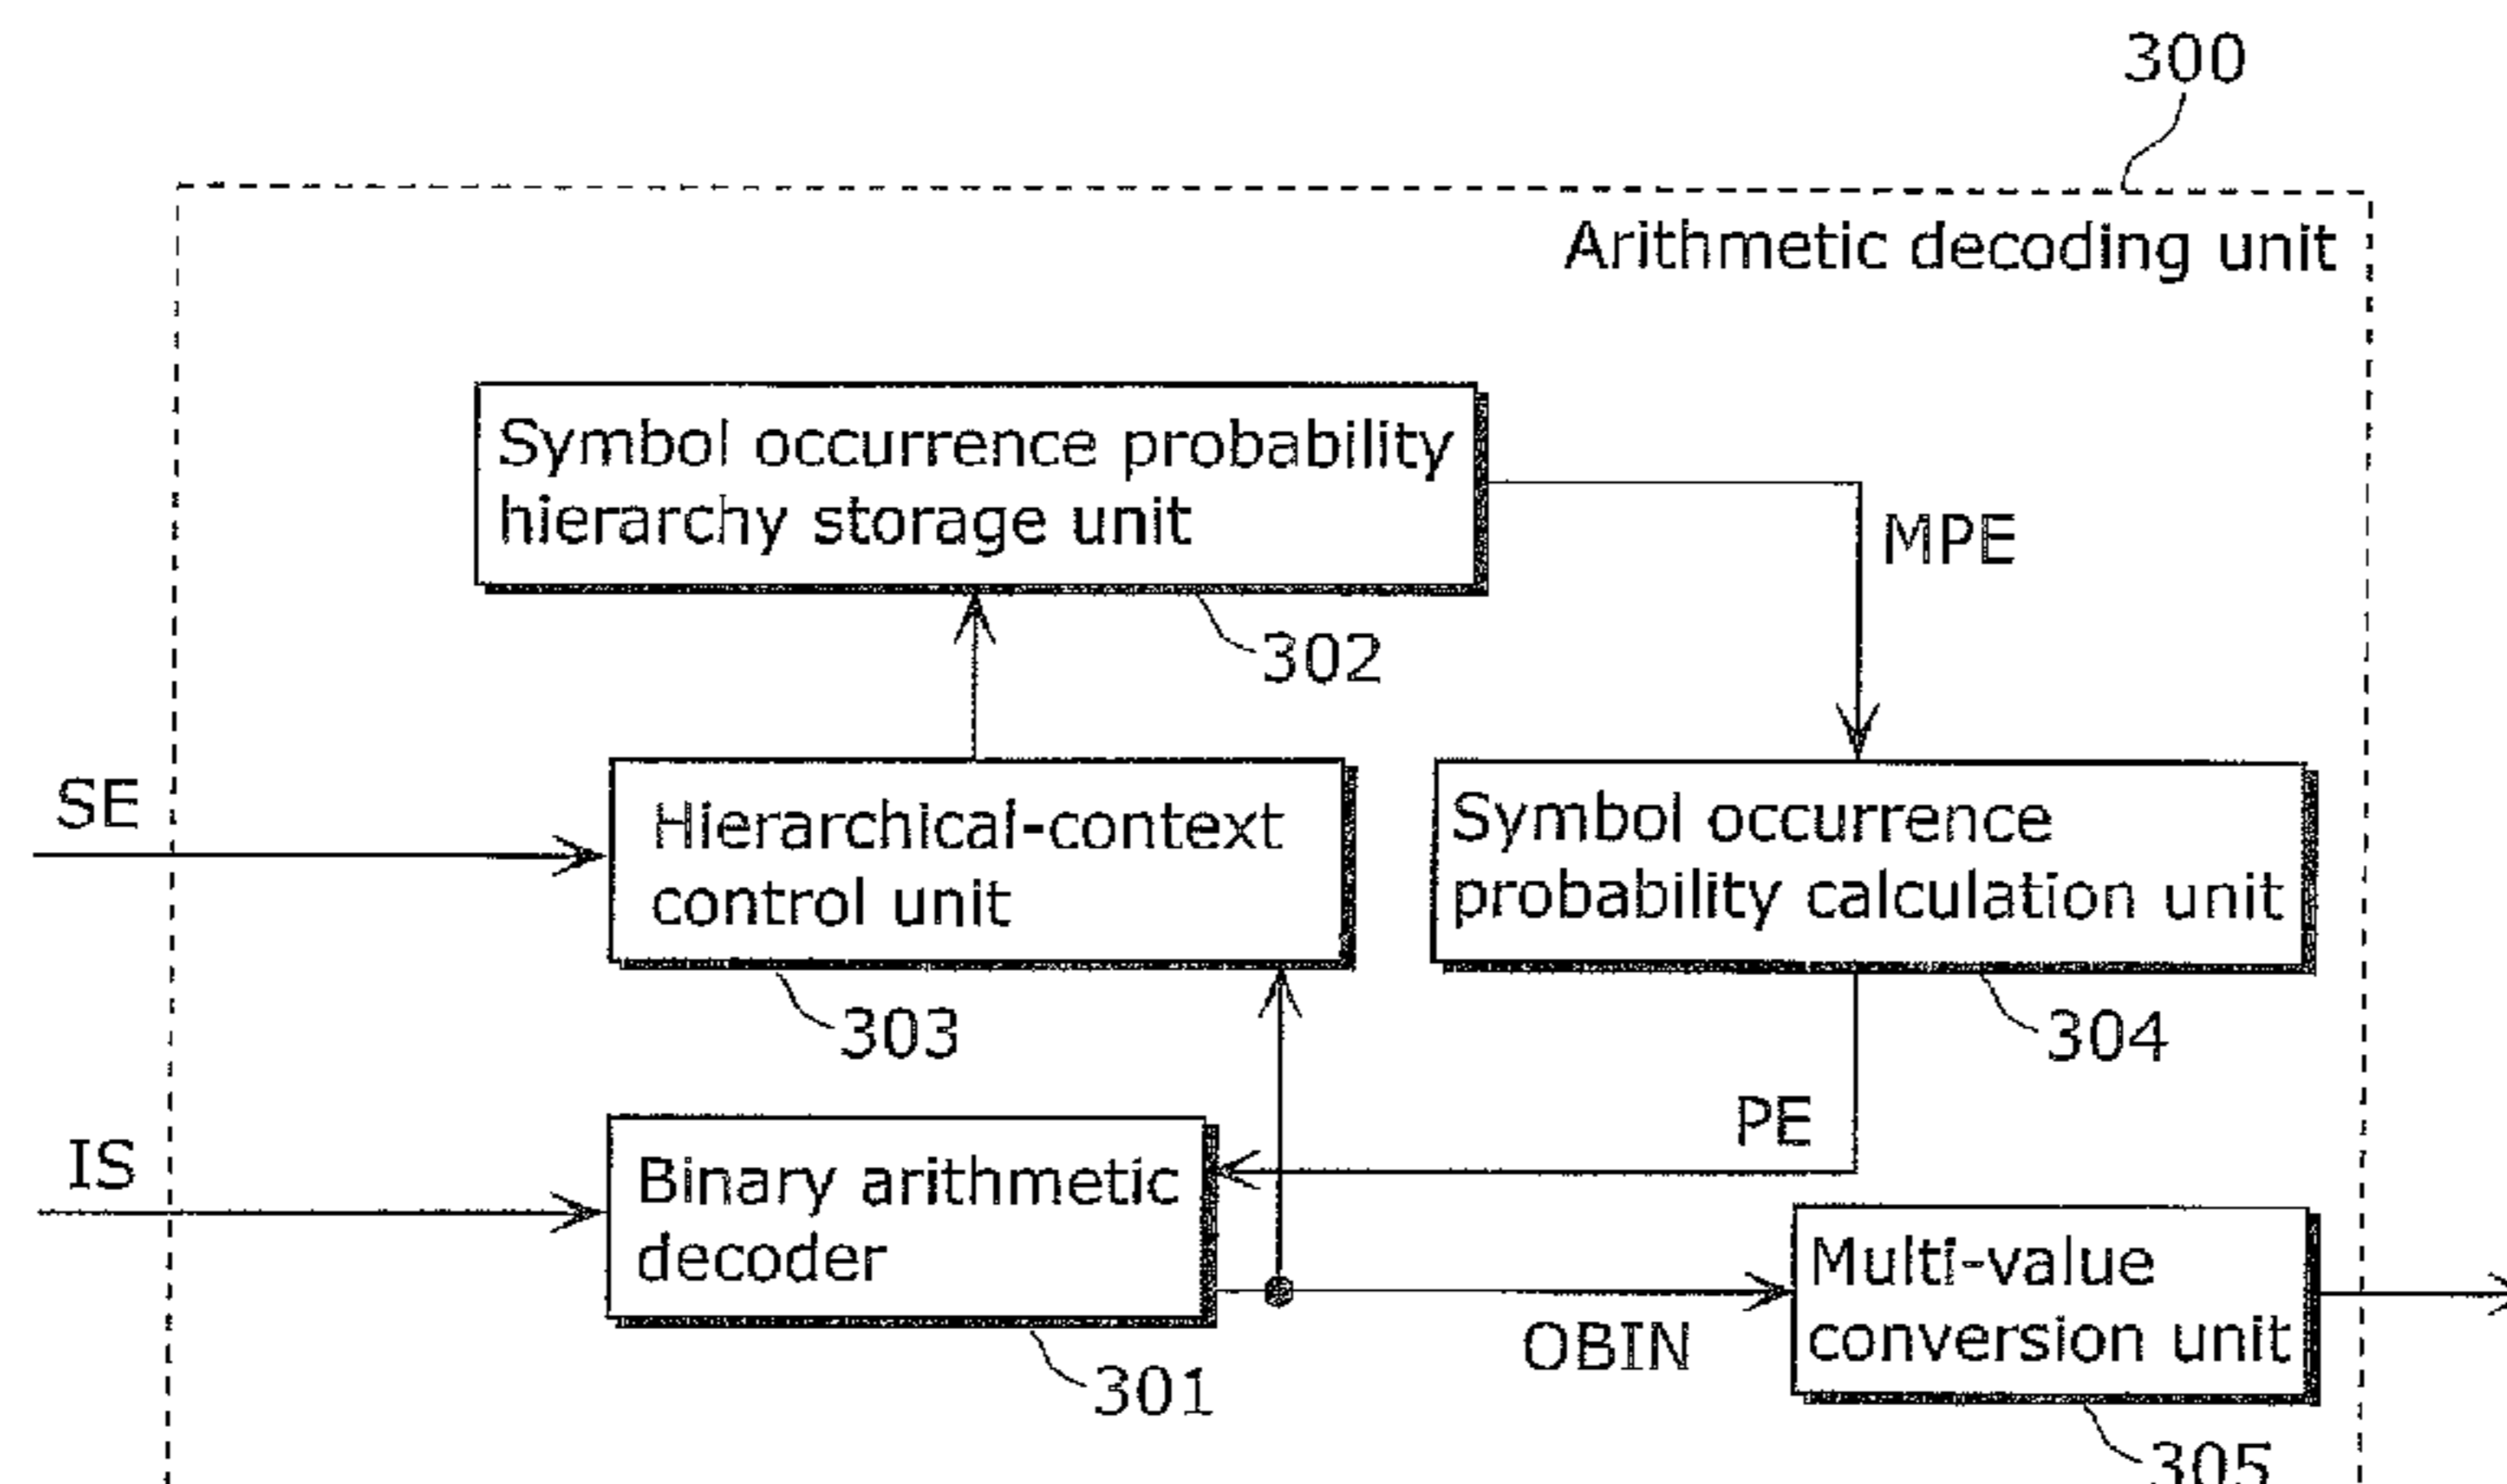 300
Arithmetic decoding unit
Symbol occurrence probability
hierarchy storage unit
MPE
302
SE
Hierarchical-context
control unit
Symbol occurrence
probability calculation unit
303
304
PE
IS
Binary arithmetic
decoder
Multi-value
conversion unit
OBIN
301
305